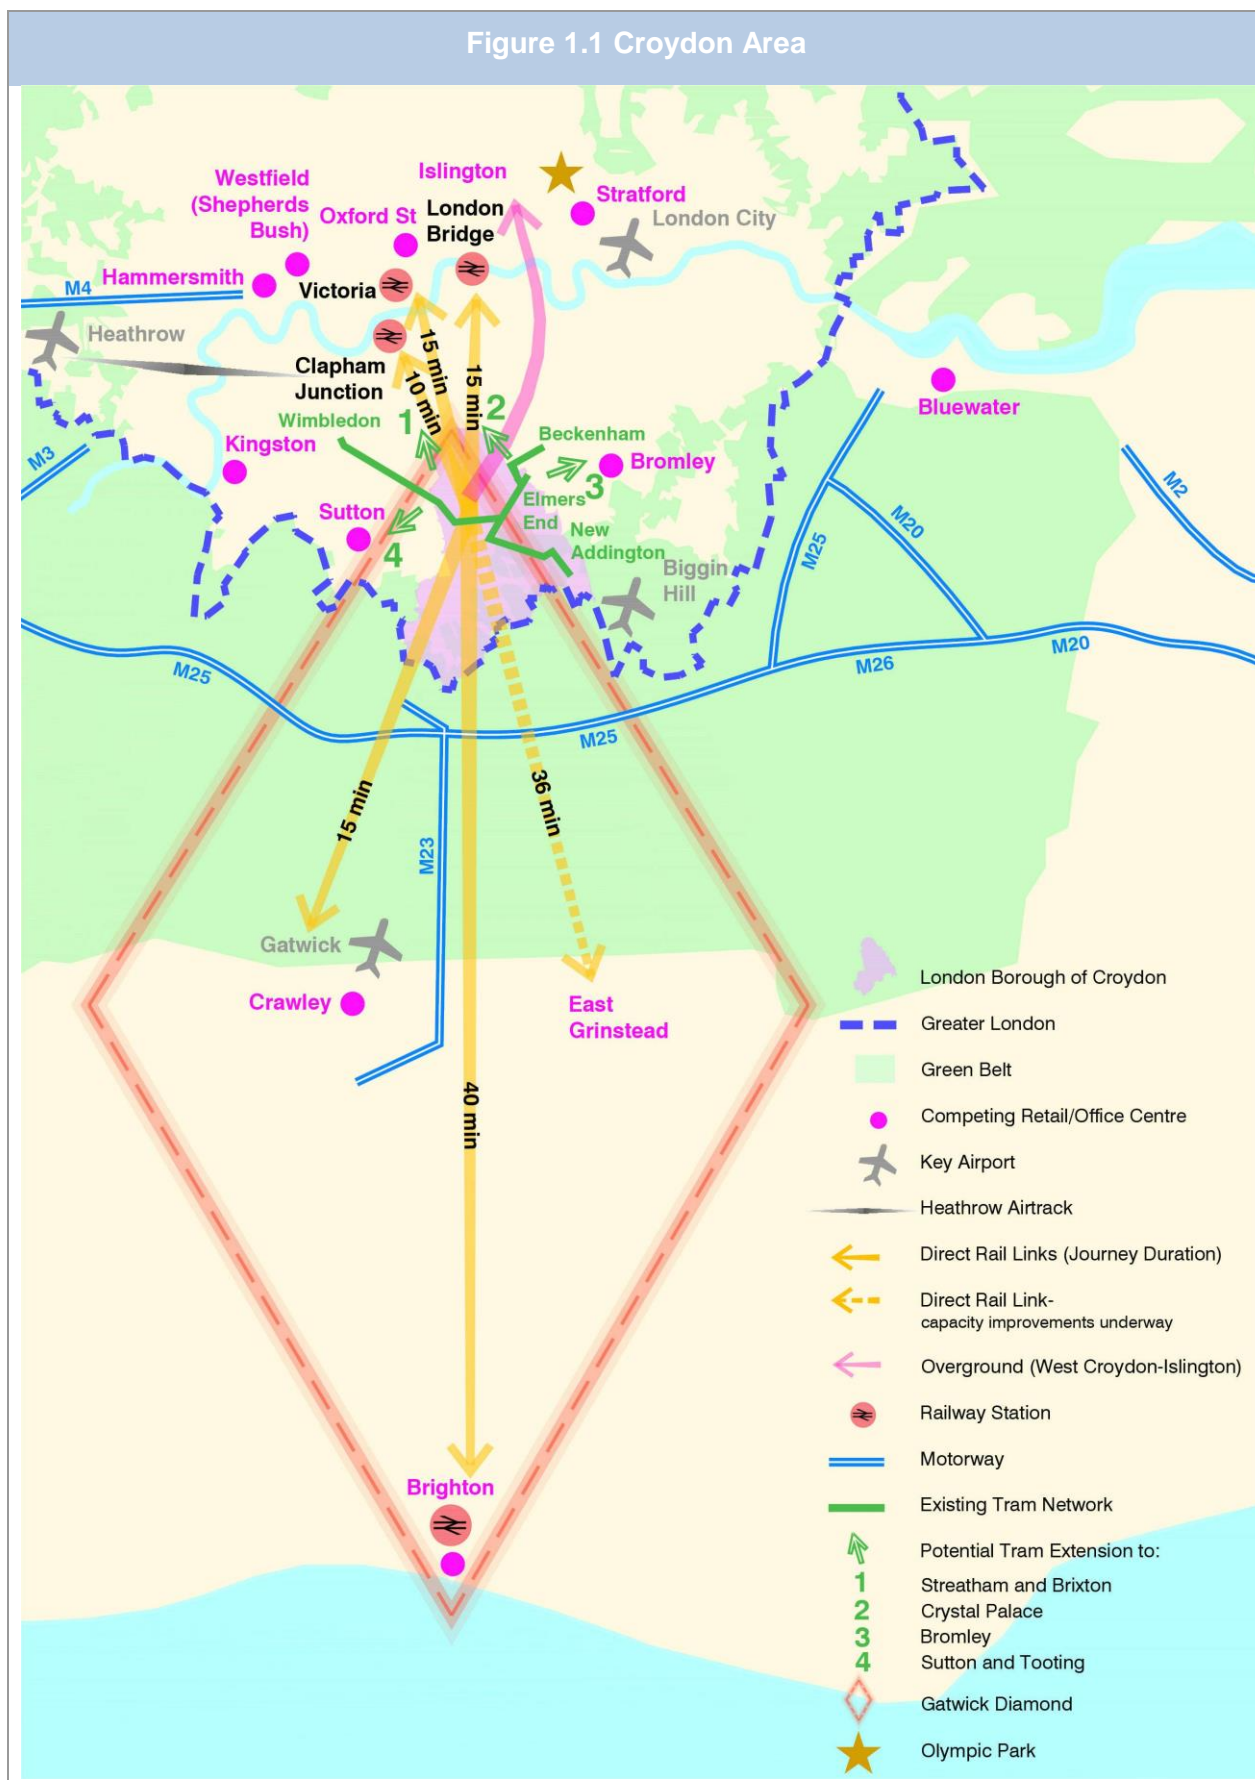 Figure 1.1 Croydon Area
Islington
Westfield
(Shepherds
Bush)
Oxford St
London
Bridge
Stratford
London City
Hammersmith
M4
Victoria
Heathrow
Clapham
Junction
15 min
10 min
15 min
Bluewater
Wimbledon
1
2
Beckenham
Kingston
M3
Bromley
3
M2
Sutton
4
Elmers
End
New
Addington
M20
M25
Biggin
Hill
M25
M26
M20
M25
36 min
15 min
M23
Gatwick
Crawley
East
Grinstead
40 min
Brighton
London Borough of Croydon
Greater London
Green Belt
Competing Retail/Office Centre
Key Airport
Heathrow Airtrack
Direct Rail Links (Journey Duration)
Direct Rail Link-
capacity improvements underway
Overground (West Croydon-Islington)
Railway Station
Motorway
Existing Tram Network
Potential Tram Extension to:
1 Streatham and Brixton
2 Crystal Palace
3 Bromley
4 Sutton and Tooting
Gatwick Diamond
Olympic Park